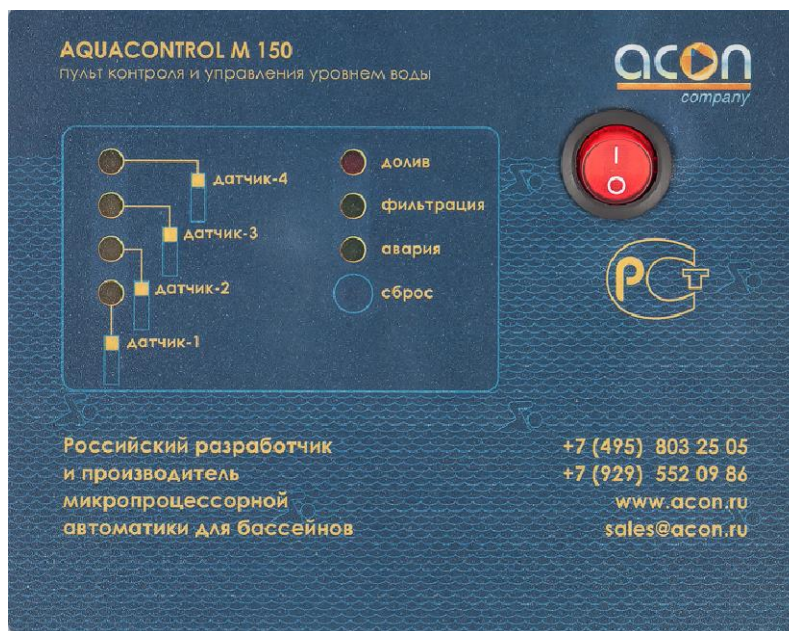 AQUACONTROL M 150
пульт контроля и управления уровнем воды
acon
company
датчик-4
датчик-3
датчик-2
датчик-1
долив
фильтрация
авария
сброс
I
O
РСТ
Российский разработчик
и производитель
микропроцессорной
автоматики для бассейнов
+7 (495) 803 25 05
+7 (929) 552 09 86
www.acon.ru
sales@acon.ru